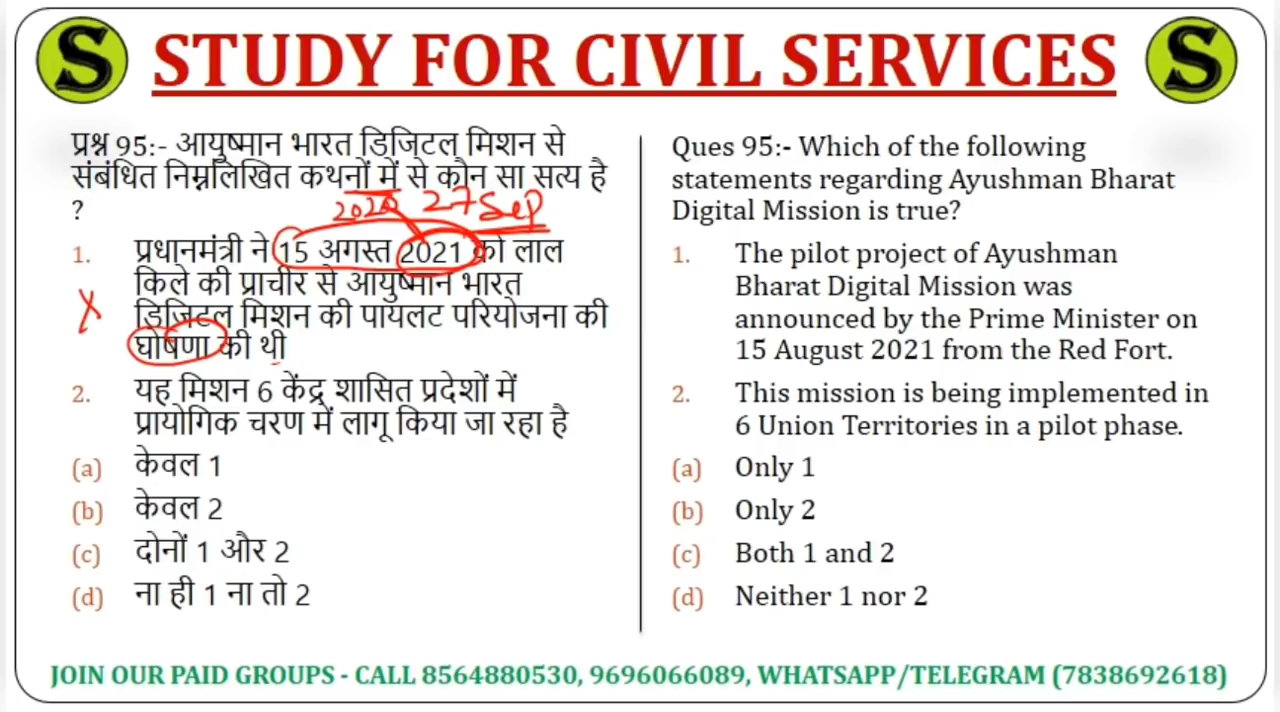 S
STUDY FOR CIVIL SERVICES
S
प्रश्न 95:- आयुष्मान भारत डिजिटल मिशन से
संबंधित निम्नलिखित कथनों में से कौन सा सत्य है
?
2020 27 Sep
1. प्रधानमंत्री ने 15 अगस्त 2021 को लाल
किले की प्राचीर से आयुष्मान भारत
डिजिटल मिशन की पायलट परियोजना की
घोषणा की थी
2. यह मिशन 6 केंद्र शासित प्रदेशों में
प्रायोगिक चरण में लागू किया जा रहा है
(a) केवल 1
(b) केवल 2
(c) दोनों 1 और 2
(d) ना ही 1 ना तो 2
Ques 95:- Which of the following
statements regarding Ayushman Bharat
Digital Mission is true?
1. The pilot project of Ayushman
Bharat Digital Mission was
announced by the Prime Minister on
15 August 2021 from the Red Fort.
2. This mission is being implemented in
6 Union Territories in a pilot phase.
(a) Only 1
(b) Only 2
(c) Both 1 and 2
(d) Neither 1 nor 2
JOIN OUR PAID GROUPS - CALL 8564880530, 9696066089, WHATSAPP/TELEGRAM (7838692618)